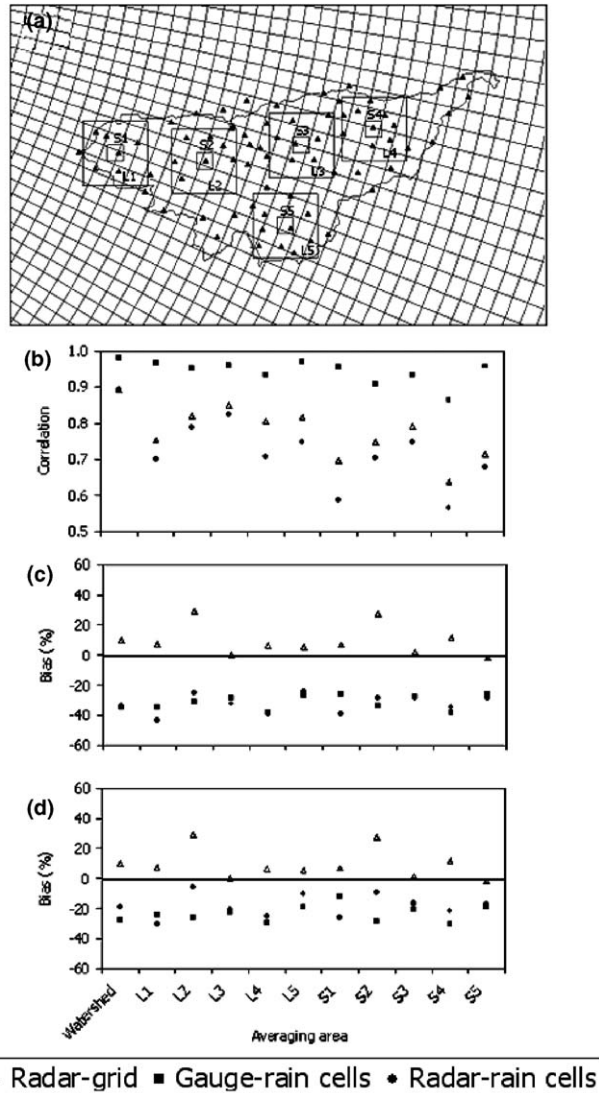 (a)
S1
L1
S2
L2
S3
L3
S4
L4
S5
L5
(b)
Correlation
1.0
0.9
0.8
0.7
0.6
0.5
(c)
Bias (%)
60
40
20
0
-20
-40
-60
(d)
Bias (%)
60
40
20
0
-20
-40
-60
Watershed L1 L2 L3 L4 L5 S1 S2 S3 S4 S5
Averaging area
Radar-grid ■ Gauge-rain cells • Radar-rain cells